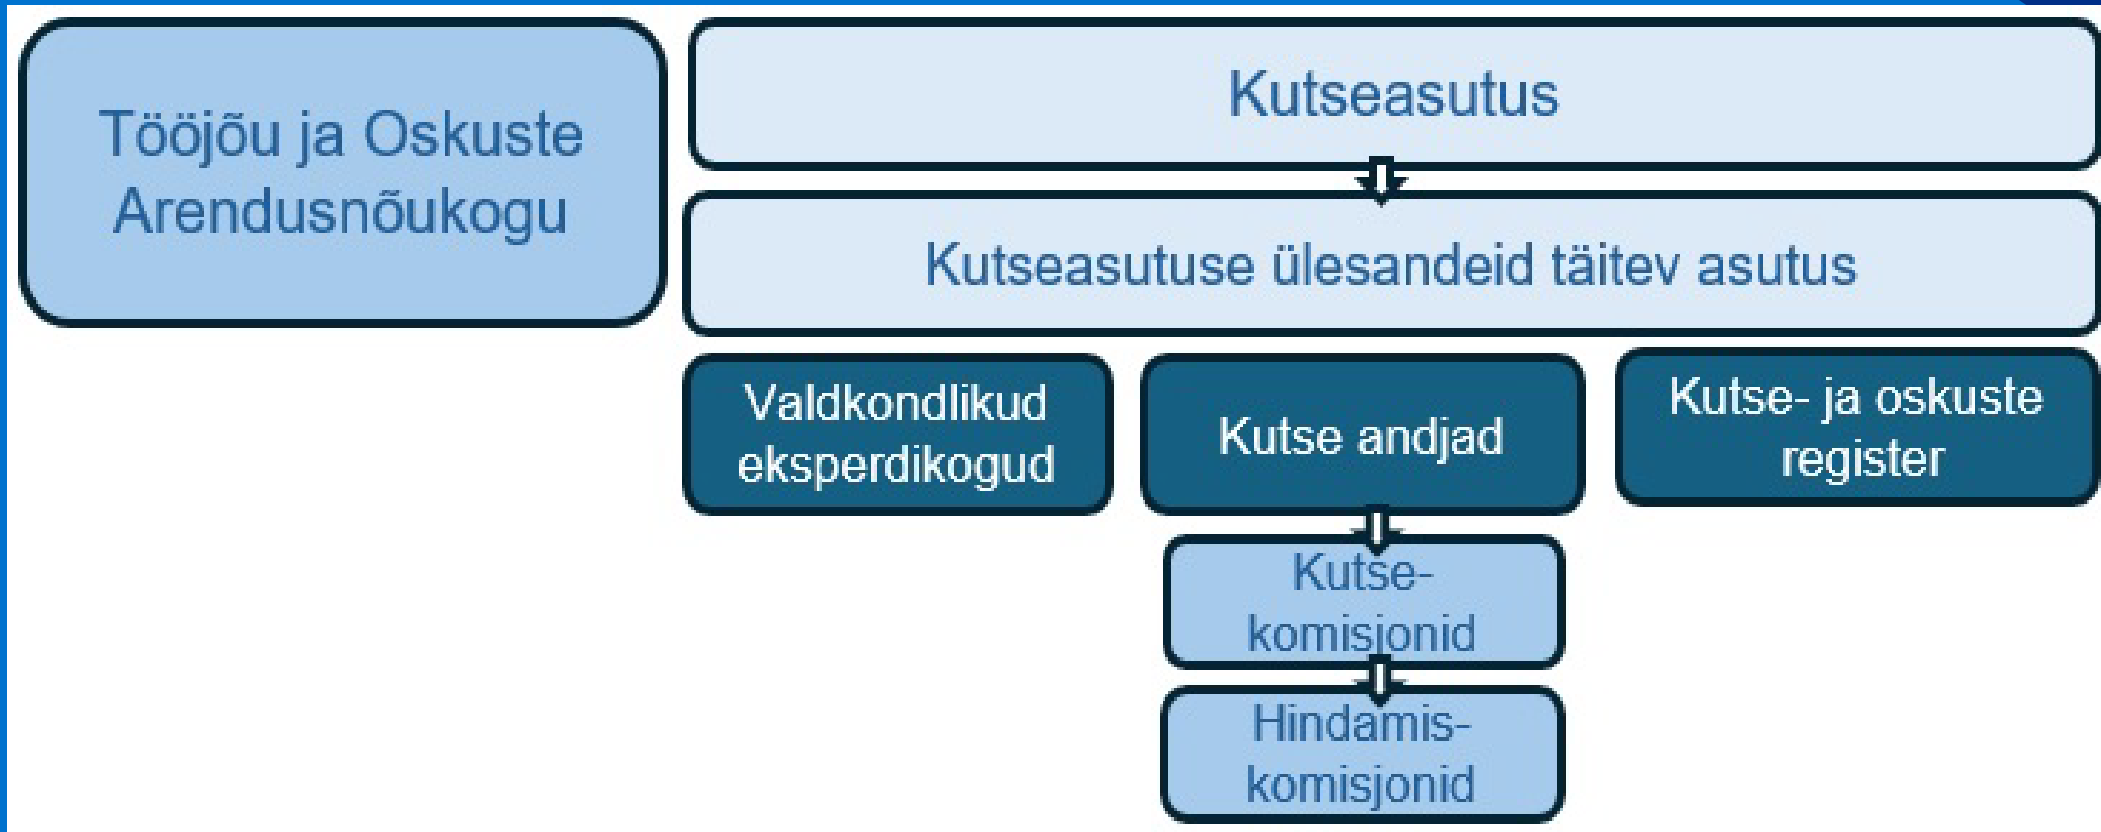 Tööjõu ja Oskuste
Arendusnõukogu
Kutseasutus
Kutseasutuse ülesandeid täitev asutus
Valdkondlikud
eksperdikogud
Kutse andjad
Kutse- ja oskuste
register
Kutse-
komisjonid
Hindamis-
komisjonid